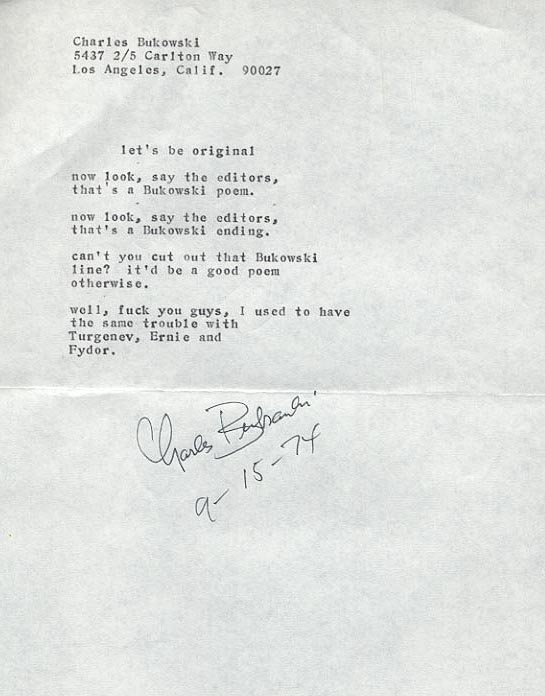 Charles Bukowski
5437 2/5 Carlton Way
Los Angeles, Calif. 90027
let's be original
now look, say the editors,
that's a Bukowski poem.
now look, say the editors,
that's a Bukowski ending.
can't you cut out that Bukowski
line? it'd be a good poem
otherwise.
well, fuck you guys, I used to have
the same trouble with
Turgenev, Ernie and
Fydor.
Charles Bukowski
9-15-74